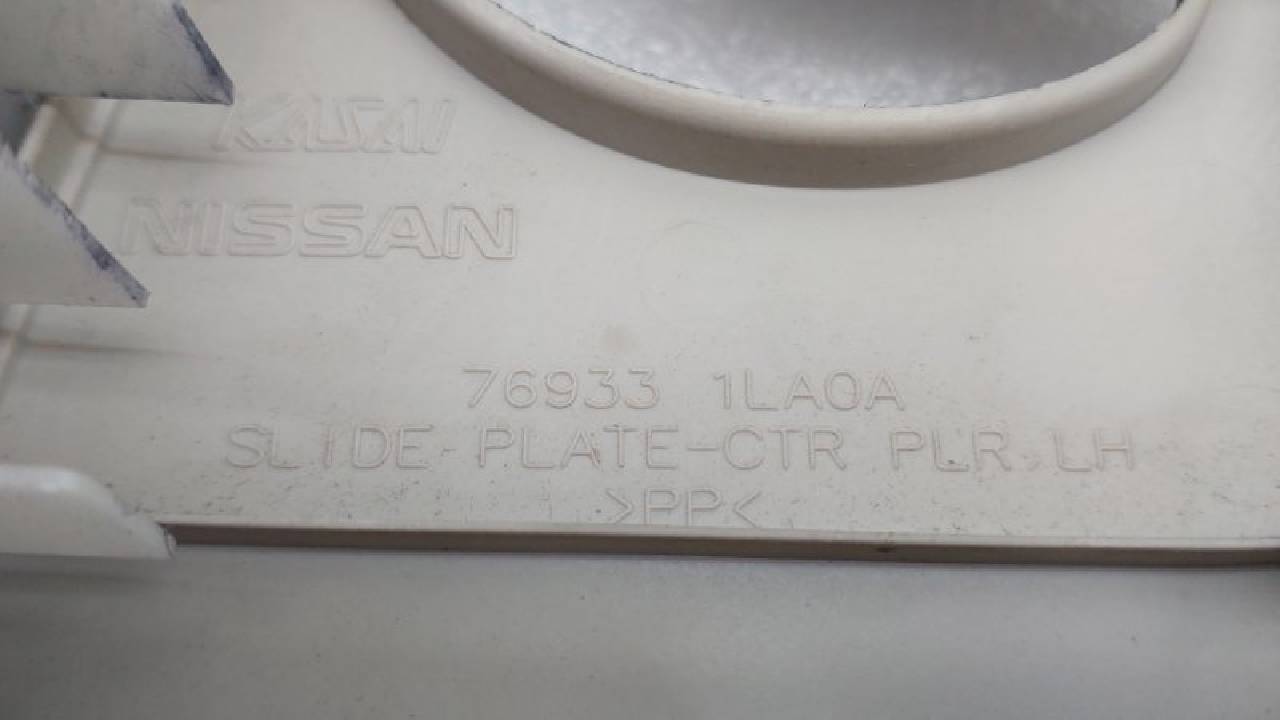 KASAI
NISSAN
76933 1LA0A
SLIDE-PLATE-CTR PLR,LH
>PP<